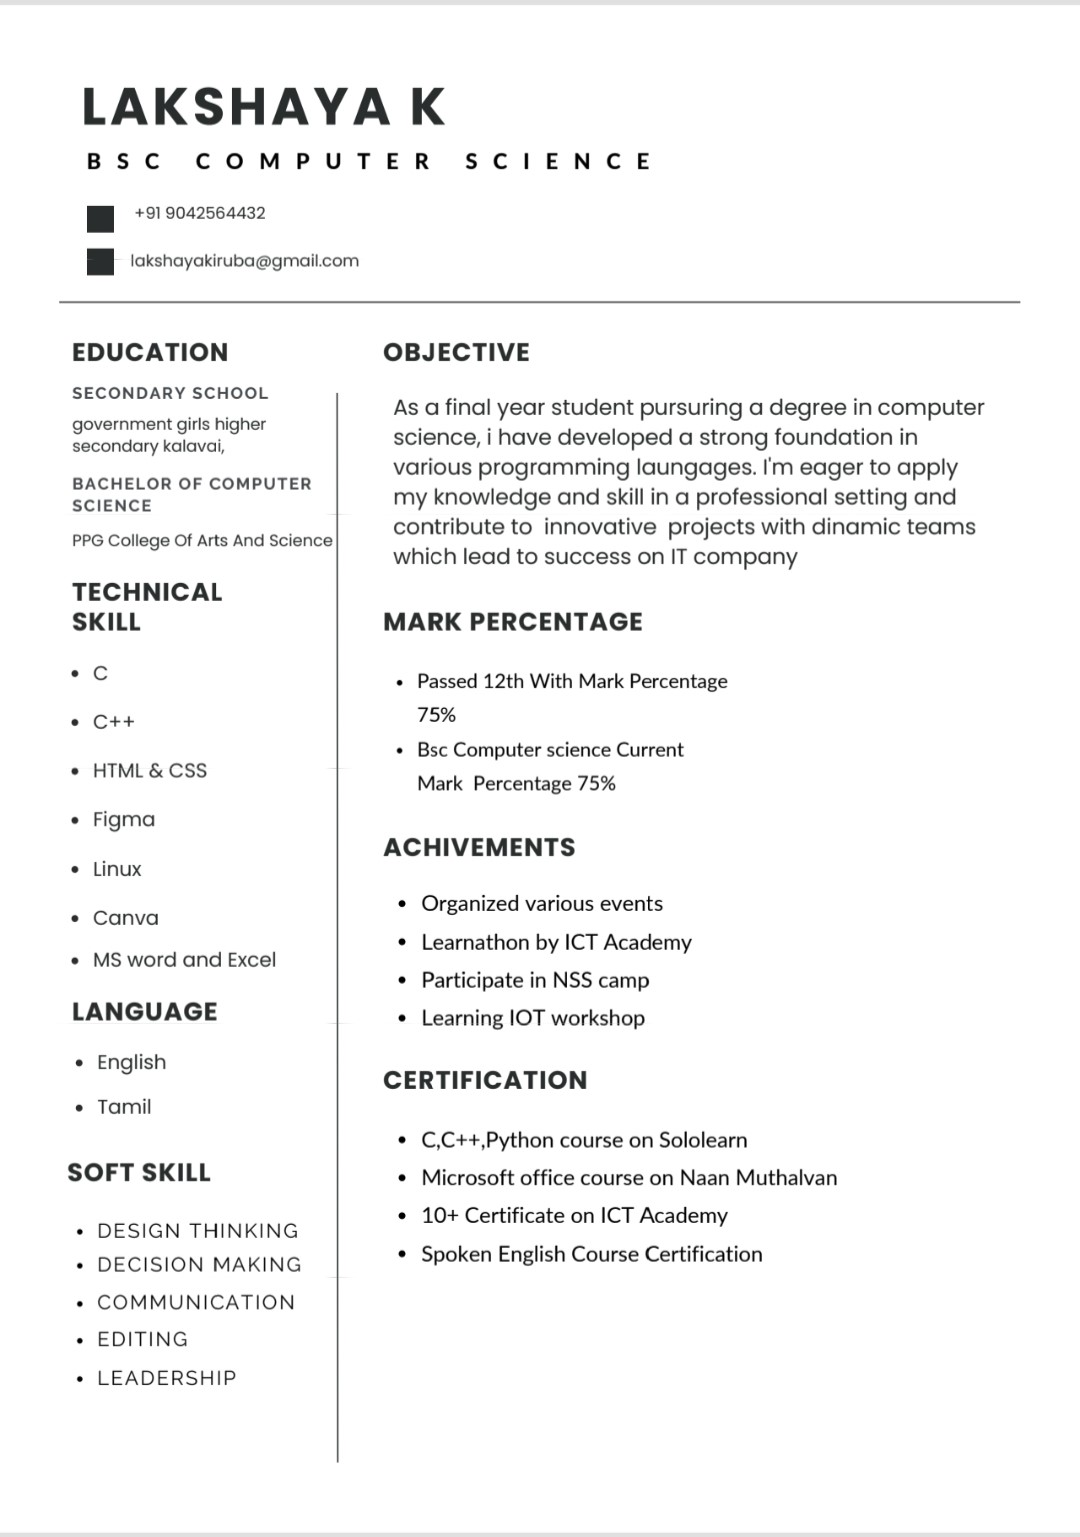 LAKSHAYA K
BSC COMPUTER SCIENCE
+91 9042564432
lakshayakiruba@gmail.com
EDUCATION
SECONDARY SCHOOL
government girls higher
secondary kalavai,
BACHELOR OF COMPUTER
SCIENCE
PPG College Of Arts And Science
TECHNICAL
SKILL
• C
• C++
• HTML & CSS
• Figma
• Linux
• Canva
• MS word and Excel
LANGUAGE
• English
• Tamil
SOFT SKILL
• DESIGN THINKING
• DECISION MAKING
• COMMUNICATION
• EDITING
• LEADERSHIP
OBJECTIVE
As a final year student pursuring a degree in computer
science, i have developed a strong foundation in
various programming laungages. I'm eager to apply
my knowledge and skill in a professional setting and
contribute to innovative projects with dinamic teams
which lead to success on IT company
MARK PERCENTAGE
• Passed 12th With Mark Percentage
75%
• Bsc Computer science Current
Mark Percentage 75%
ACHIVEMENTS
• Organized various events
• Learnathon by ICT Academy
• Participate in NSS camp
• Learning IOT workshop
CERTIFICATION
• C,C++,Python course on Sololearn
• Microsoft office course on Naan Muthalvan
• 10+ Certificate on ICT Academy
• Spoken English Course Certification